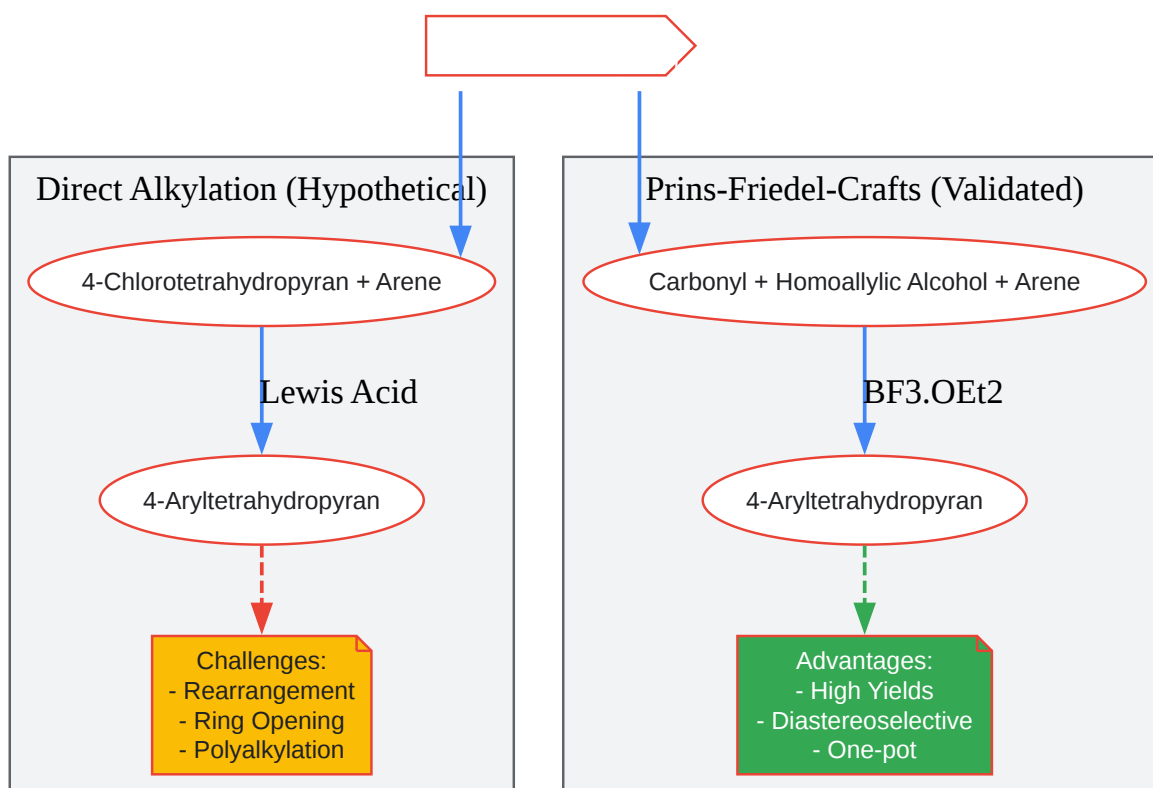 Direct Alkylation (Hypothetical)
4-Chlorotetrahydropyran + Arene
Lewis Acid
4-Aryltetrahydropyran
Challenges:
- Rearrangement
- Ring Opening
- Polyalkylation
Prins-Friedel-Crafts (Validated)
Carbonyl + Homoallylic Alcohol + Arene
BF3.OEt2
4-Aryltetrahydropyran
Advantages:
- High Yields
- Diastereoselective
- One-pot